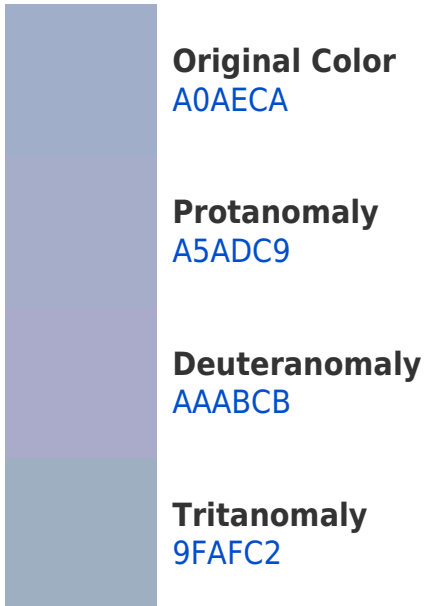 Original Color
A0AECA
Protanomaly
A5ADC9
Deuteranomaly
AAABCB
Tritanomaly
9FAFC2